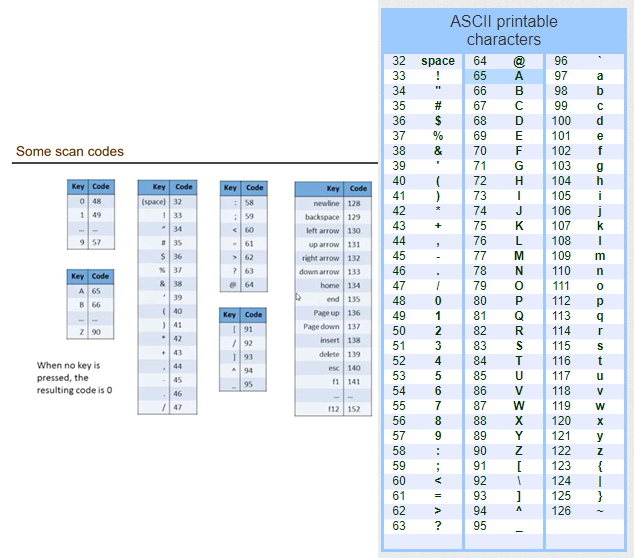 Some scan codes
Key Code
0 48
1 49
... ...
9 57
Key Code
A 65
B 66
... ...
Z 90
When no key is
pressed, the
resulting code is 0
Key Code
(space) 32
! 33
" 34
# 35
$ 36
% 37
& 38
' 39
( 40
) 41
* 42
+ 43
, 44
- 45
. 46
/ 47
Key Code
: 58
; 59
< 60
= 61
> 62
? 63
@ 64
Key Code
[ 91
/ 92
] 93
^ 94
_ 95
Key Code
newline 128
backspace 129
left arrow 130
up arrow 131
right arrow 132
down arrow 133
home 134
end 135
Page up 136
Page down 137
insert 138
delete 139
esc 140
f1 141
... ...
f12 152
ASCII printable
characters
32 space 64 @ 96 `
33 ! 65 A 97 a
34 " 66 B 98 b
35 # 67 C 99 c
36 $ 68 D 100 d
37 % 69 E 101 e
38 & 70 F 102 f
39 ' 71 G 103 g
40 ( 72 H 104 h
41 ) 73 I 105 i
42 * 74 J 106 j
43 + 75 K 107 k
44 , 76 L 108 l
45 - 77 M 109 m
46 . 78 N 110 n
47 / 79 O 111 o
48 0 80 P 112 p
49 1 81 Q 113 q
50 2 82 R 114 r
51 3 83 S 115 s
52 4 84 T 116 t
53 5 85 U 117 u
54 6 86 V 118 v
55 7 87 W 119 w
56 8 88 X 120 x
57 9 89 Y 121 y
58 : 90 Z 122 z
59 ; 91 [ 123 {
60 < 92 \ 124 |
61 = 93 ] 125 }
62 > 94 ^ 126 ~
63 ? 95 _